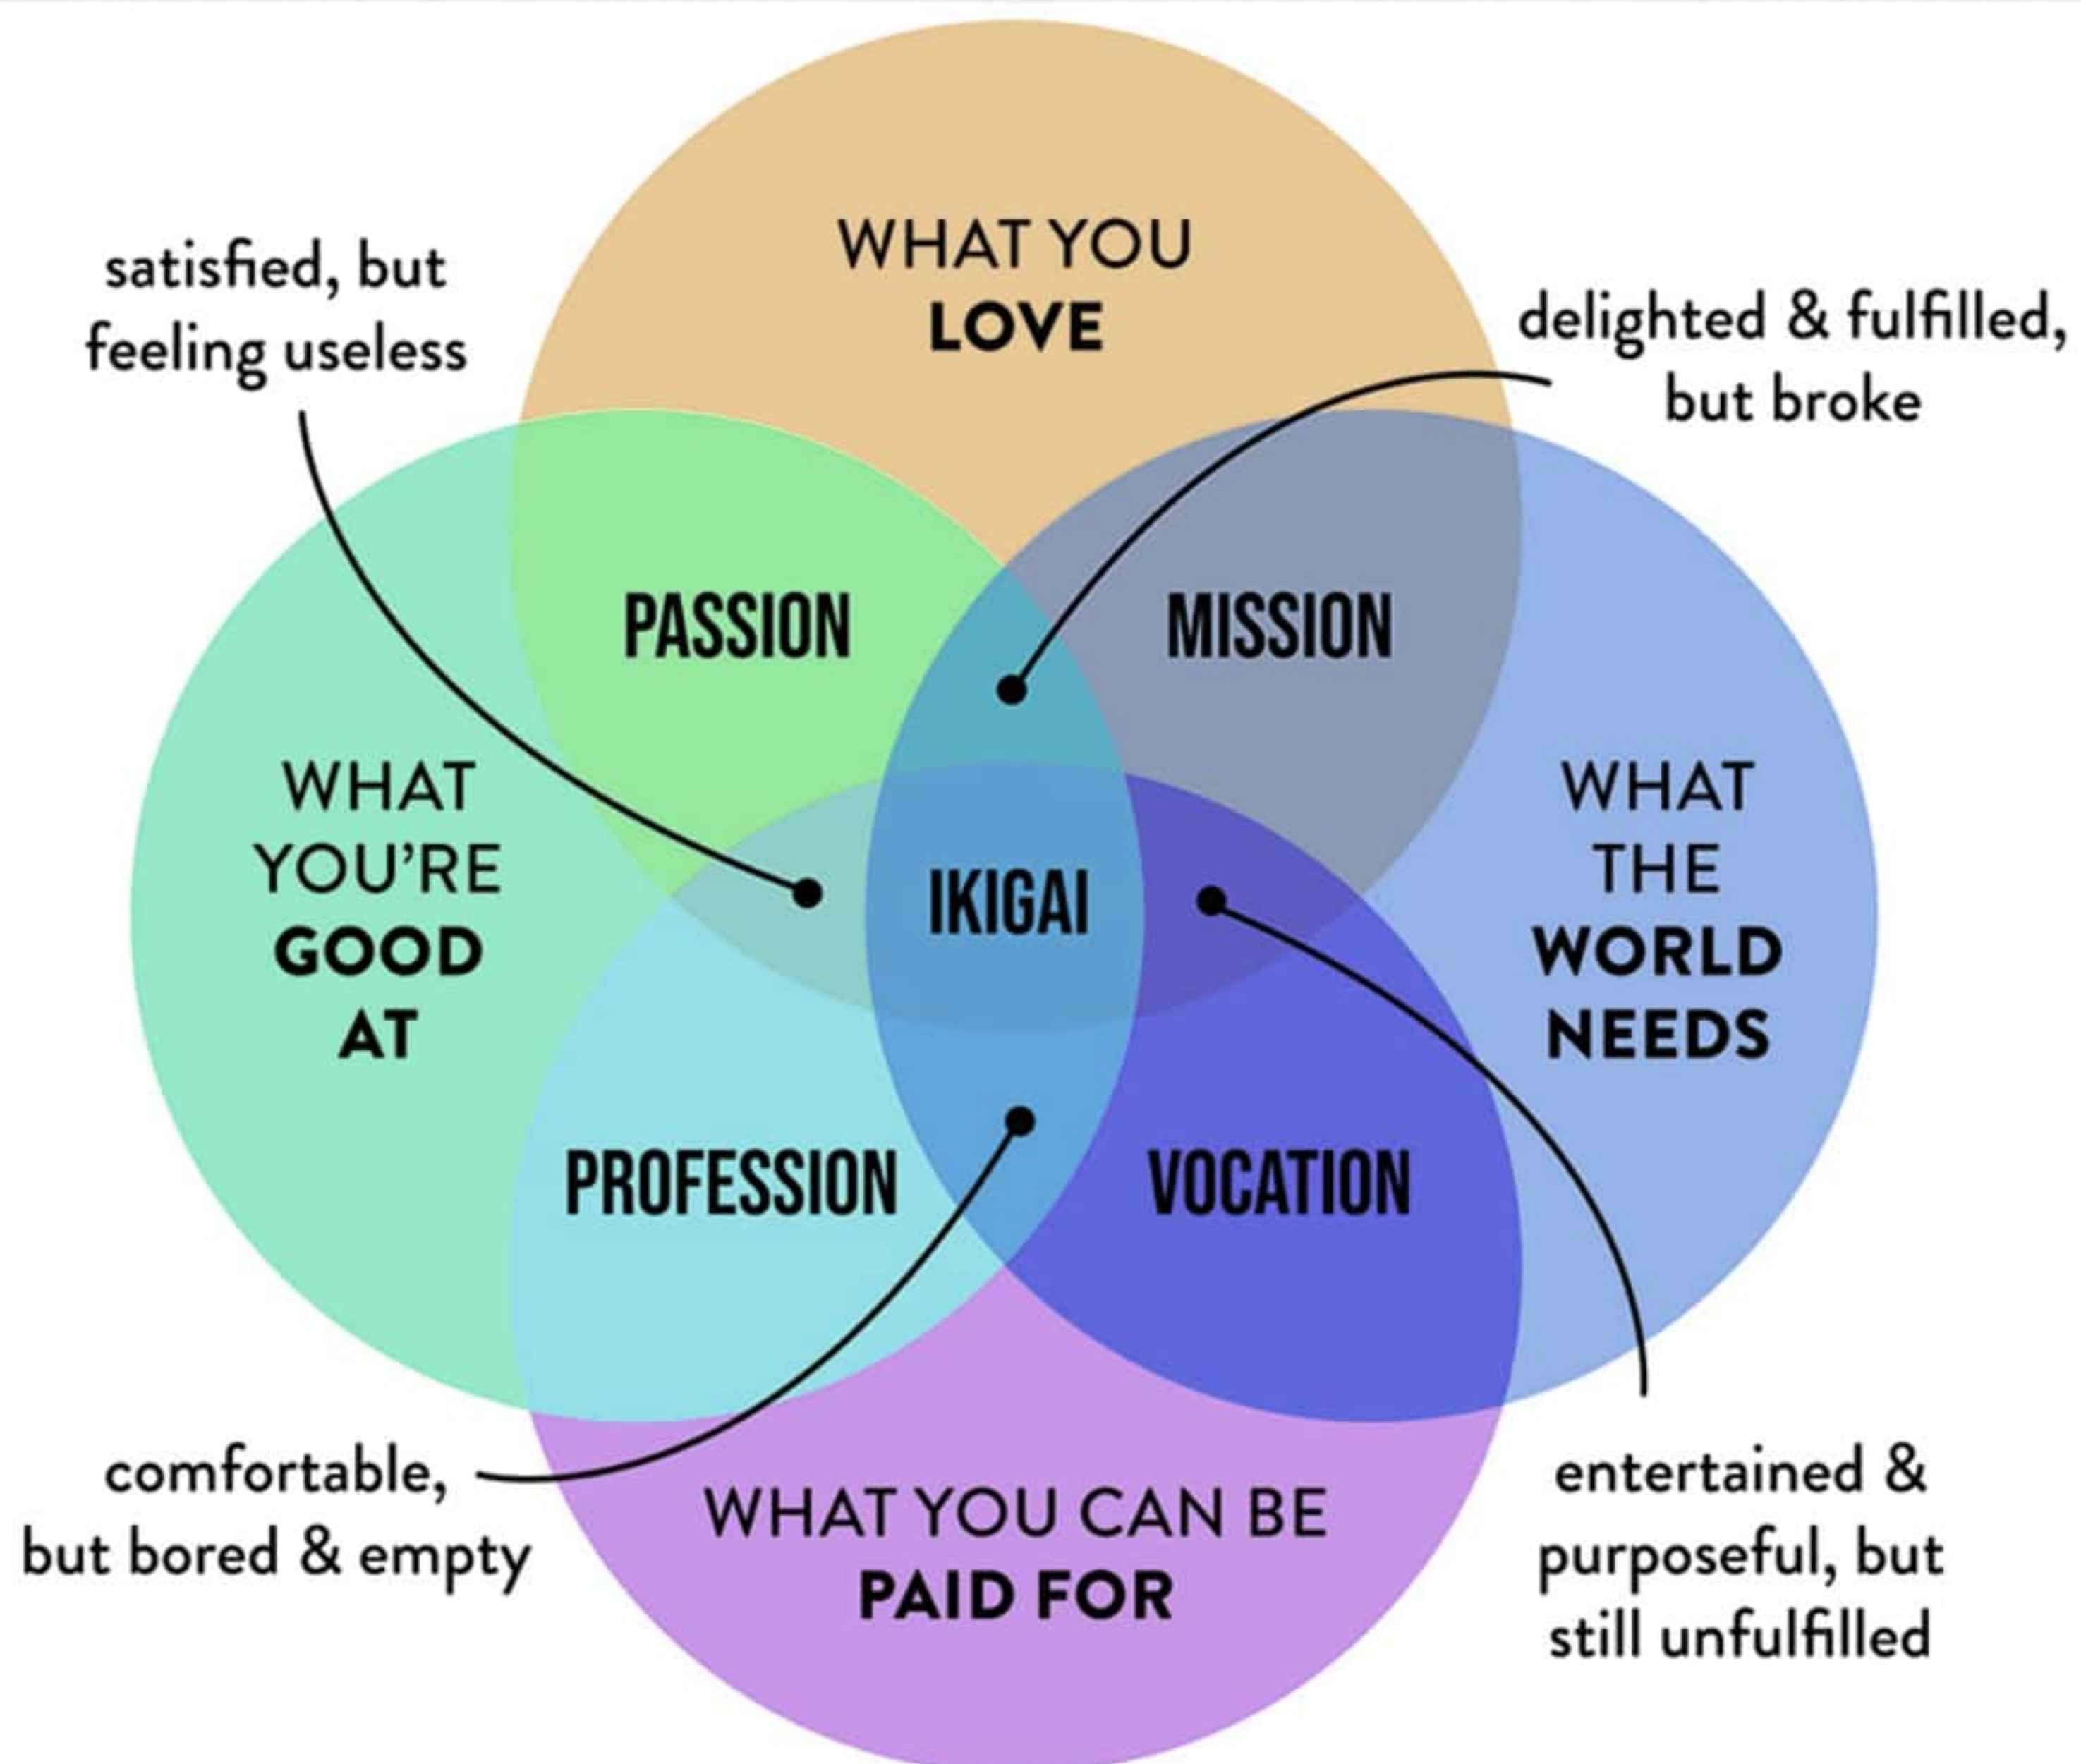 WHAT YOU
LOVE
satisfied, but
feeling useless
delighted & fulfilled,
but broke
PASSION
MISSION
WHAT
YOU’RE
GOOD
AT
IKIGAI
WHAT
THE
WORLD
NEEDS
PROFESSION
VOCATION
comfortable,
but bored & empty
WHAT YOU CAN BE
PAID FOR
entertained &
purposeful, but
still unfulfilled